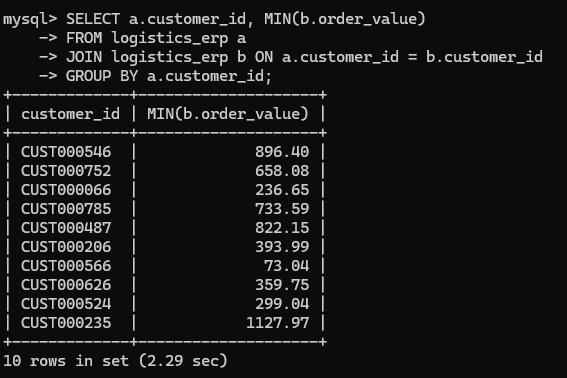 mysql> SELECT a.customer_id, MIN(b.order_value)
    -> FROM logistics_erp a
    -> JOIN logistics_erp b ON a.customer_id = b.customer_id
    -> GROUP BY a.customer_id;
+-------------+--------------------+
| customer_id | MIN(b.order_value) |
+-------------+--------------------+
| CUST000546  |             896.40 |
| CUST000752  |             658.08 |
| CUST000066  |             236.65 |
| CUST000785  |             733.59 |
| CUST000487  |             822.15 |
| CUST000206  |             393.99 |
| CUST000566  |              73.04 |
| CUST000626  |             359.75 |
| CUST000524  |             299.04 |
| CUST000235  |            1127.97 |
+-------------+--------------------+
10 rows in set (2.29 sec)